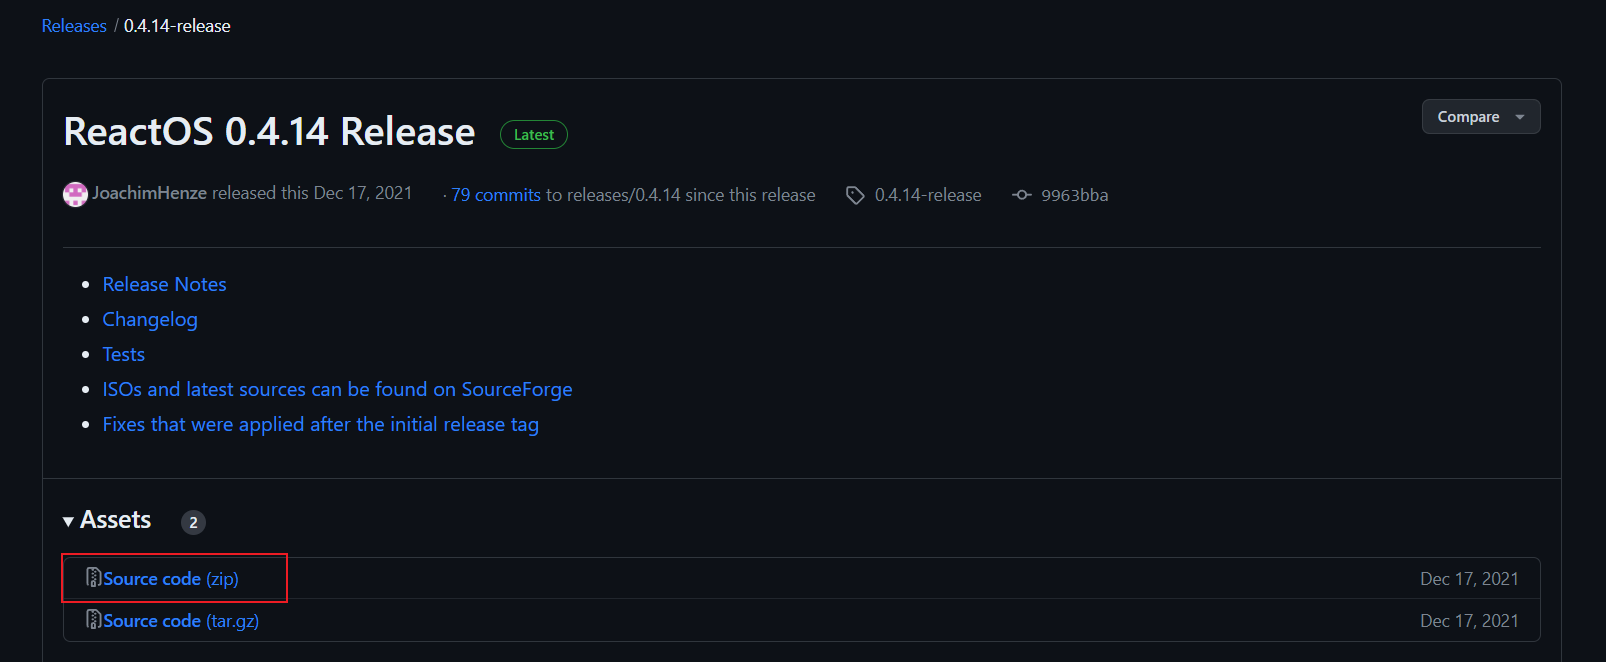 Releases / 0.4.14-release
ReactOS 0.4.14 Release Latest
Compare
JoachimHenze released this Dec 17, 2021 · 79 commits to releases/0.4.14 since this release 0.4.14-release 9963bba
Release Notes
Changelog
Tests
ISOs and latest sources can be found on SourceForge
Fixes that were applied after the initial release tag
Assets 2
Source code (zip) Dec 17, 2021
Source code (tar.gz) Dec 17, 2021